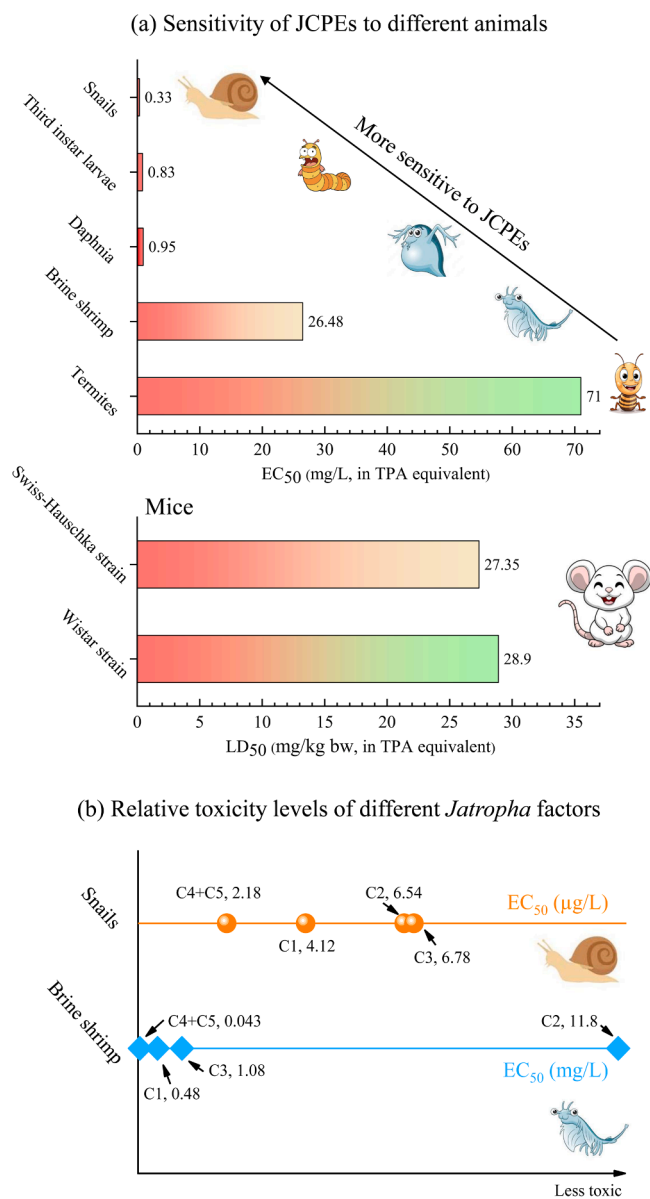 (a) Sensitivity of JCPEs to different animals
Snails
0.33
Third instar larvae
0.83
More sensitive to JCPEs
Daphnia
0.95
Brine shrimp
26.48
Termites
71
0 10 20 30 40 50 60 70
EC50 (mg/L, in TPA equivalent)
Mice
Swiss-Hauschka strain
27.35
Wistar strain
28.9
0 5 10 15 20 25 30 35
LD50 (mg/kg bw, in TPA equivalent)
(b) Relative toxicity levels of different Jatropha factors
Snails
C4+C5, 2.18
C2, 6.54
EC50 (μg/L)
C1, 4.12
C3, 6.78
Brine shrimp
C4+C5, 0.043
C2, 11.8
C3, 1.08
EC50 (mg/L)
C1, 0.48
Less toxic